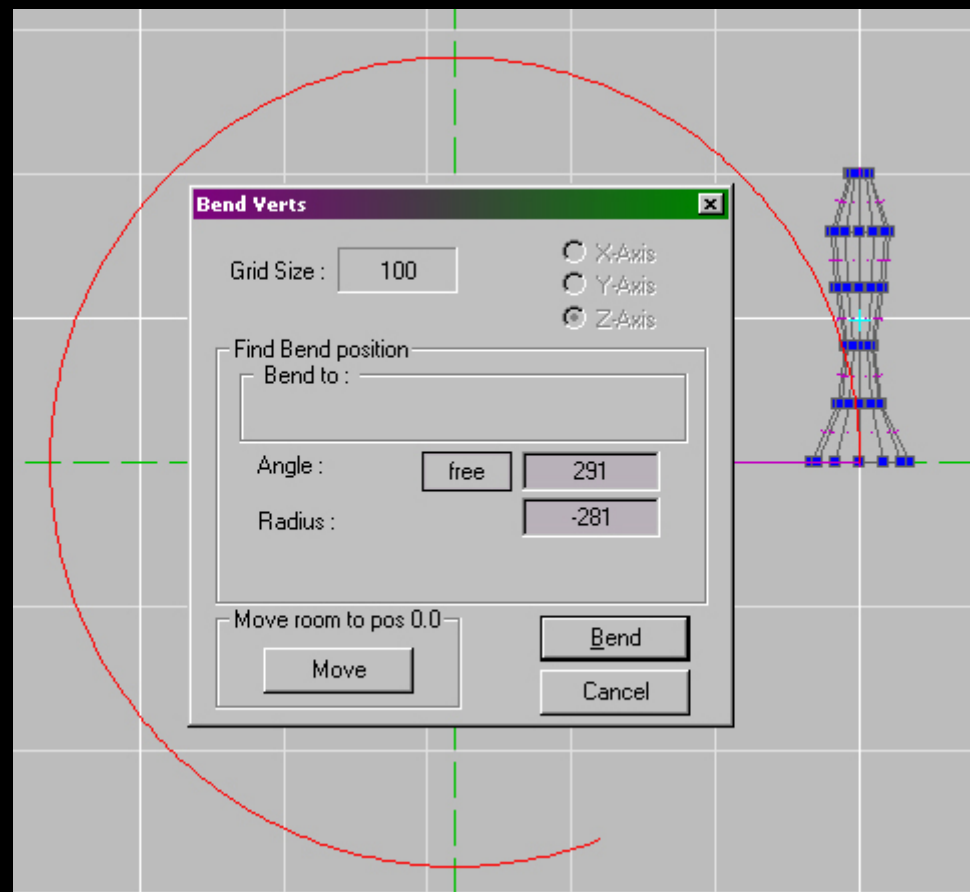 Bend Verts
Grid Size : 100
X-Axis
Y-Axis
Z-Axis
Find Bend position
Bend to :
Angle : free 291
Radius : -281
Move room to pos 0.0
Move
Bend
Cancel